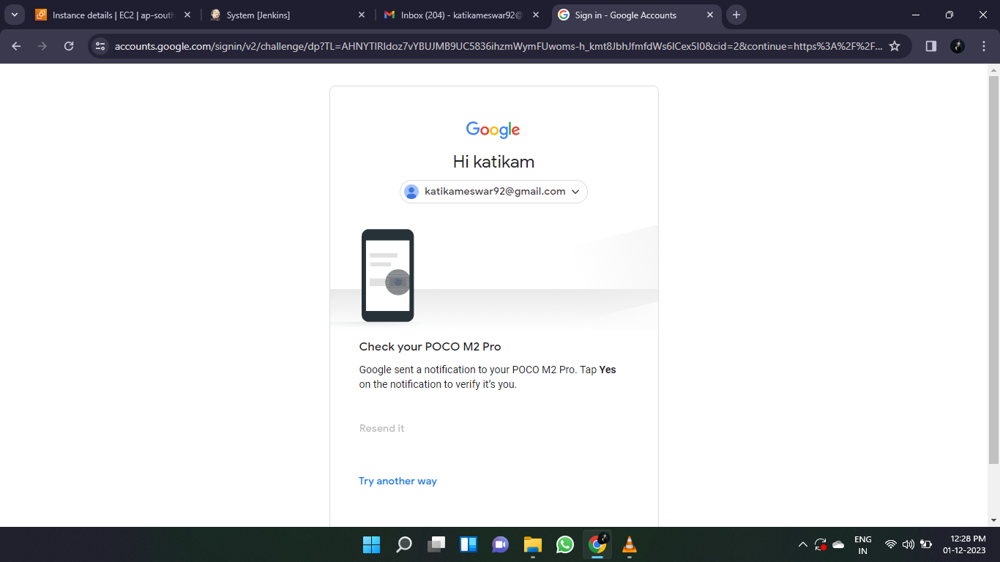 Instance details | EC2 | ap-south
System [Jenkins]
Inbox (204) - katikameswar92@
Sign in - Google Accounts
accounts.google.com/signin/v2/challenge/dp?TL=AHNYTIRIdoz7vYBUJMB9UC5836ihzmWymFUwoms-h_kmt8JbhJfmfdWs6ICex5I0&cid=2&continue=https%3A%2F%2F...
Google
Hi katikam
katikameswar92@gmail.com
Check your POCO M2 Pro
Google sent a notification to your POCO M2 Pro. Tap Yes
on the notification to verify it's you.
Resend it
Try another way
ENG
IN
12:28 PM
01-12-2023